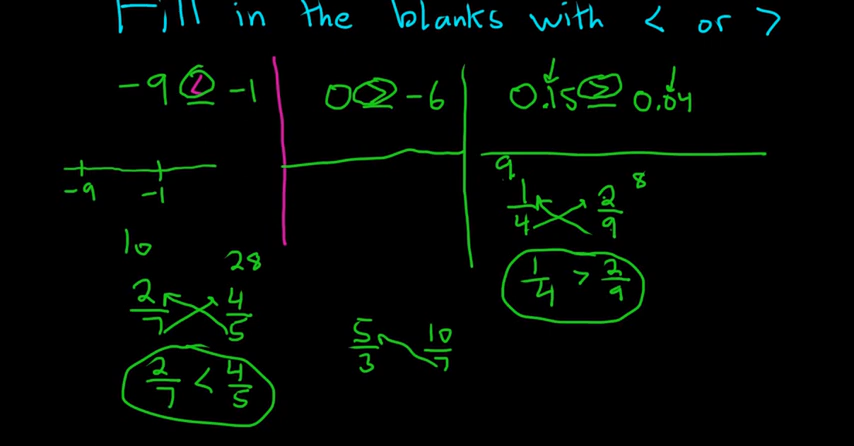 Fill in the blanks with < or >
-9 < -1
0 > -6
0.15 > 0.04
-9 -1
9 8
1/4 2/9
1/4 > 2/9
10 28
2/7 4/5
2/7 < 4/5
5/3 10/7